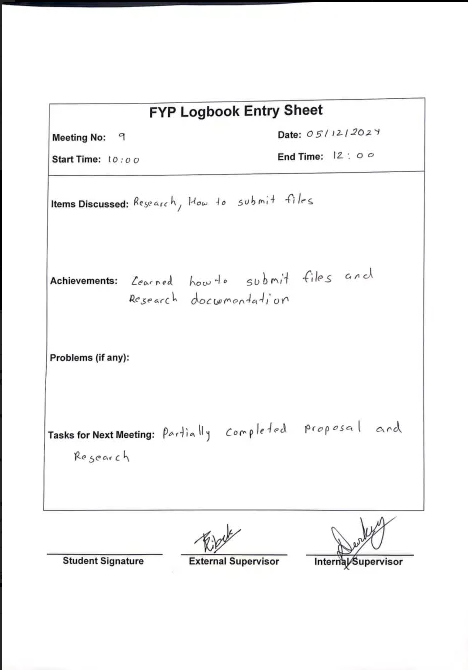 FYP Logbook Entry Sheet
Meeting No: 9 Date: 05/12/2024
Start Time: 10:00 End Time: 12:00
Items Discussed: Research, How to submit files
Achievements: Learned how to submit files and
Research documentation
Problems (if any):
Tasks for Next Meeting: Partially completed proposal and
Research
Student Signature External Supervisor Internal Supervisor